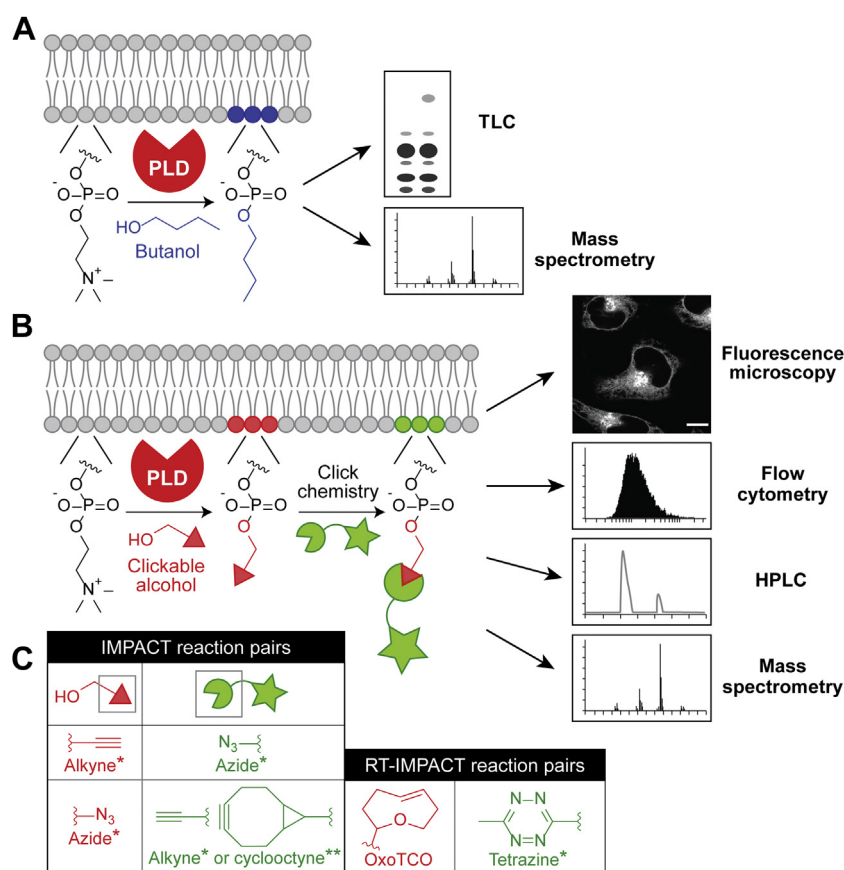 A
PLD
TLC
O
-O–P=O
O
HO
Butanol
N+
O
-O–P=O
O
Mass
spectrometry
B
Fluorescence
microscopy
PLD
O
-O–P=O
O
HO
Clickable
alcohol
N+
O
-O–P=O
O
Click
chemistry
O
-O–P=O
O
Flow
cytometry
HPLC
Mass
spectrometry
C
IMPACT reaction pairs
HO
Alkyne*
N3
Azide*
N3
Azide*
Alkyne* or cyclooctyne**
RT-IMPACT reaction pairs
O
OxoTCO
N N
N N
Tetrazine*